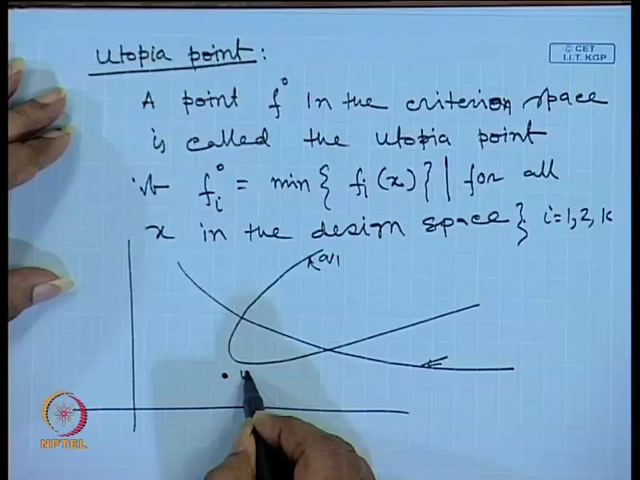 Utopia point:
© CET
I.I.T. KGP
A point f° in the criterion space
is called the utopia point
if f°ᵢ = min{ fᵢ(x)} | for all
x in the design space} i=1, 2, k
NPTEL